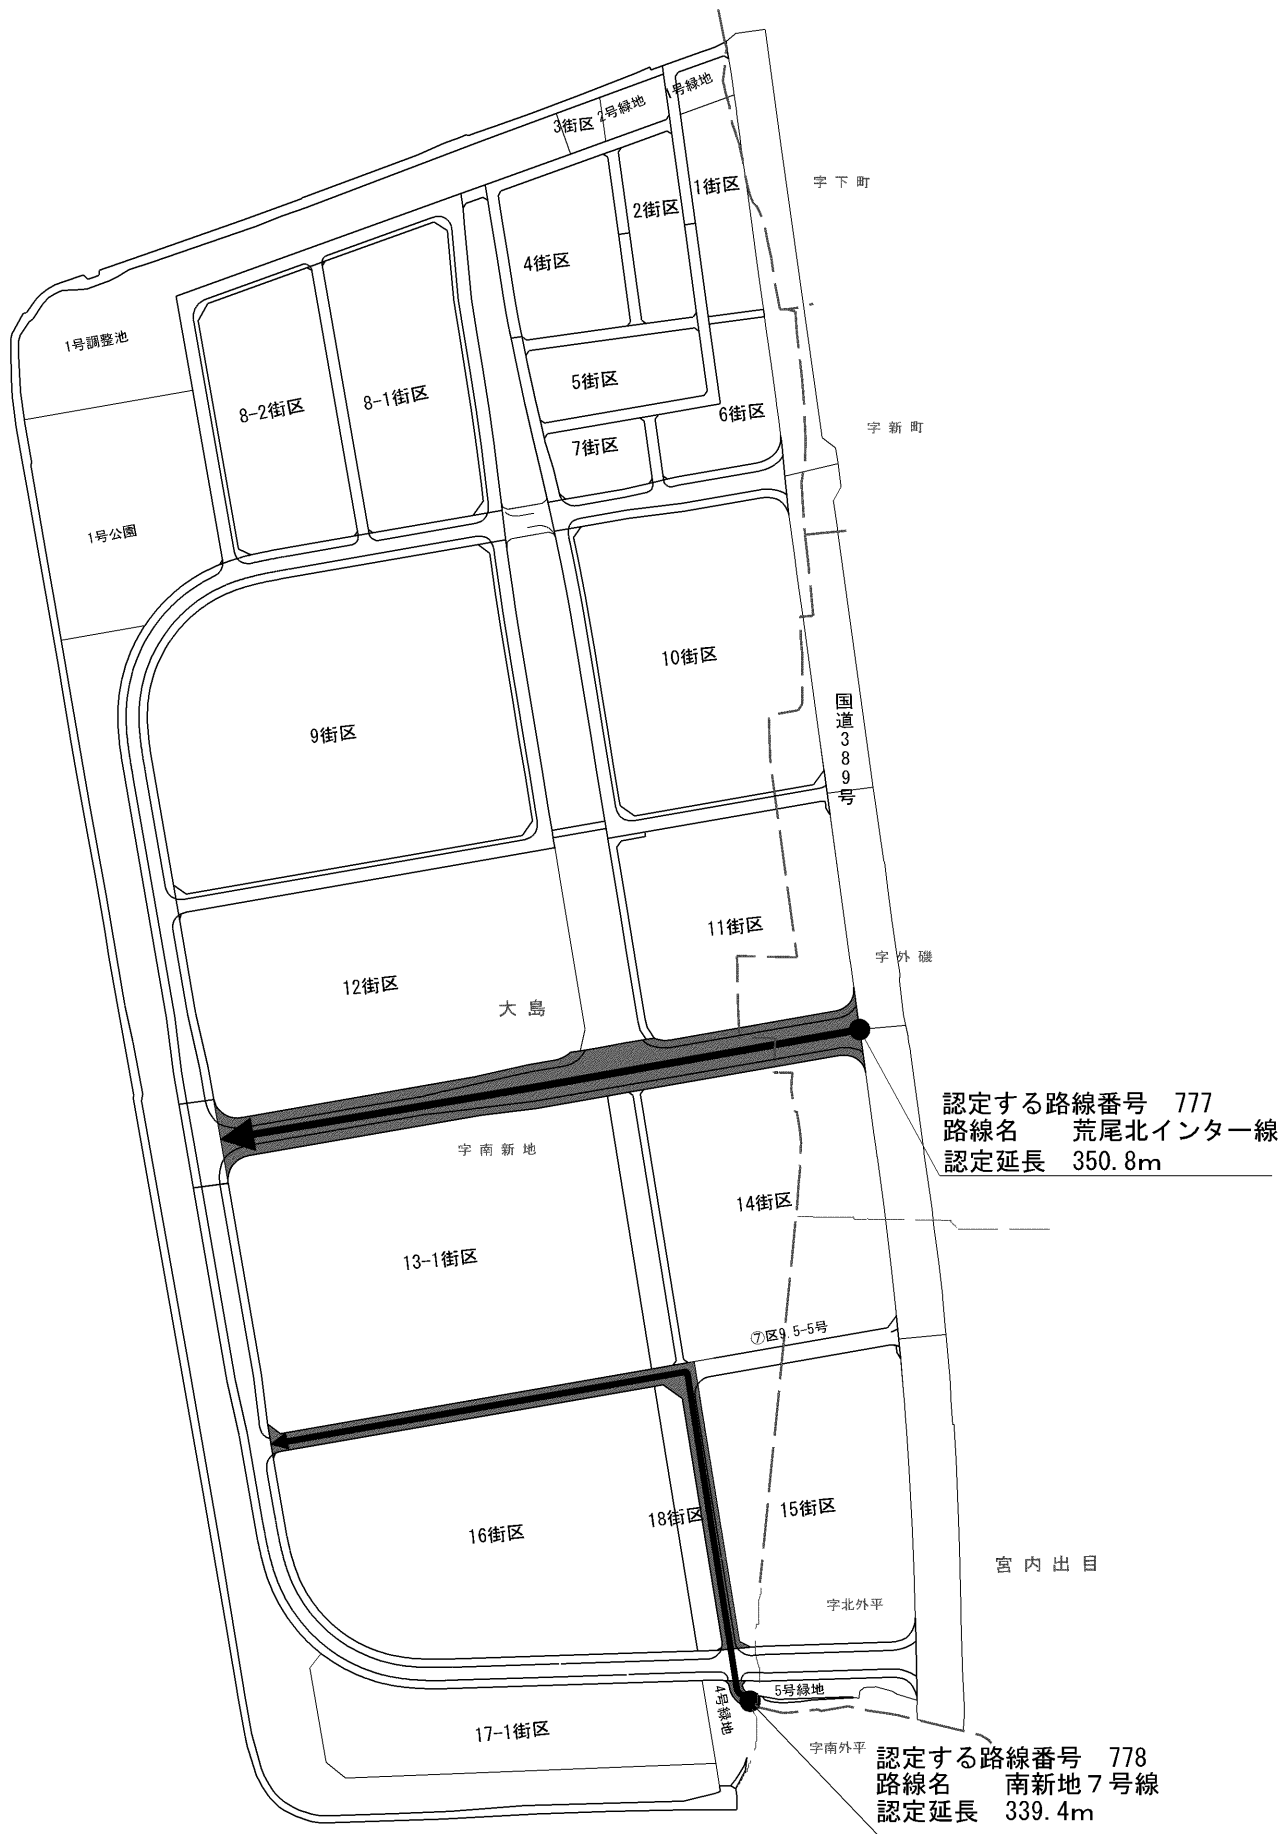 1号緑地
2号緑地
3街区
1街区
字下町
2街区
4街区
1号調整池
5街区
8-1街区
8-2街区
6街区
字新町
7街区
1号公園
10街区
国道389号
9街区
11街区
字外磯
12街区
大島
認定する路線番号 777
路線名 荒尾北インター線
認定延長 350.8m
字南新地
14街区
13-1街区
⑦区9.5-5号
15街区
18街区
16街区
宮内出目
字北外平
5号緑地
4号緑地
17-1街区
字南外平
認定する路線番号 778
路線名 南新地7号線
認定延長 339.4m